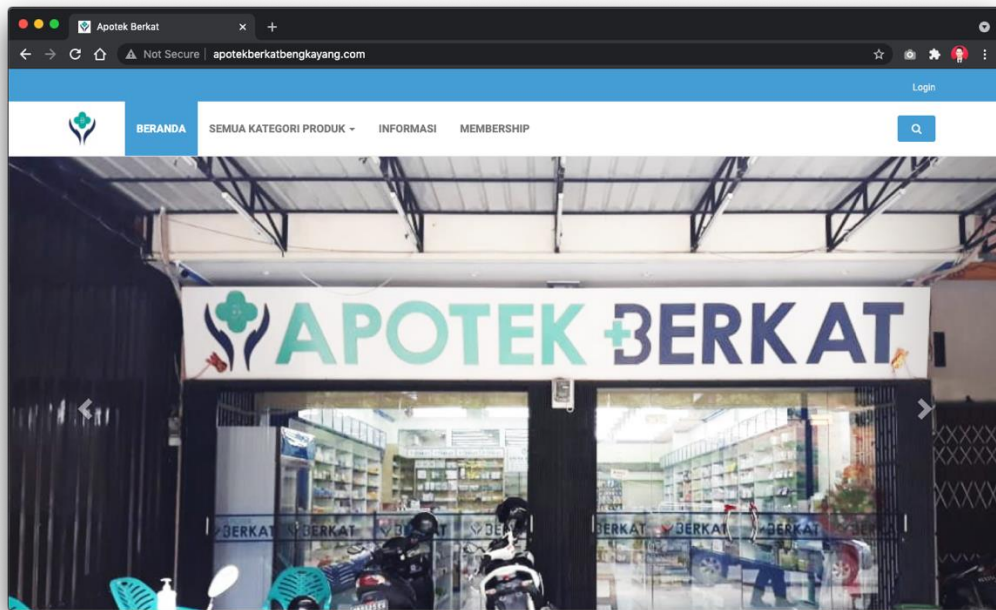 Apotek Berkat
Not Secure | apotekberkatbengkayang.com
Login
BERANDA SEMUA KATEGORI PRODUK INFORMASI MEMBERSHIP
APOTEK BERKAT
BERKAT BERKAT BERKAT BERKAT